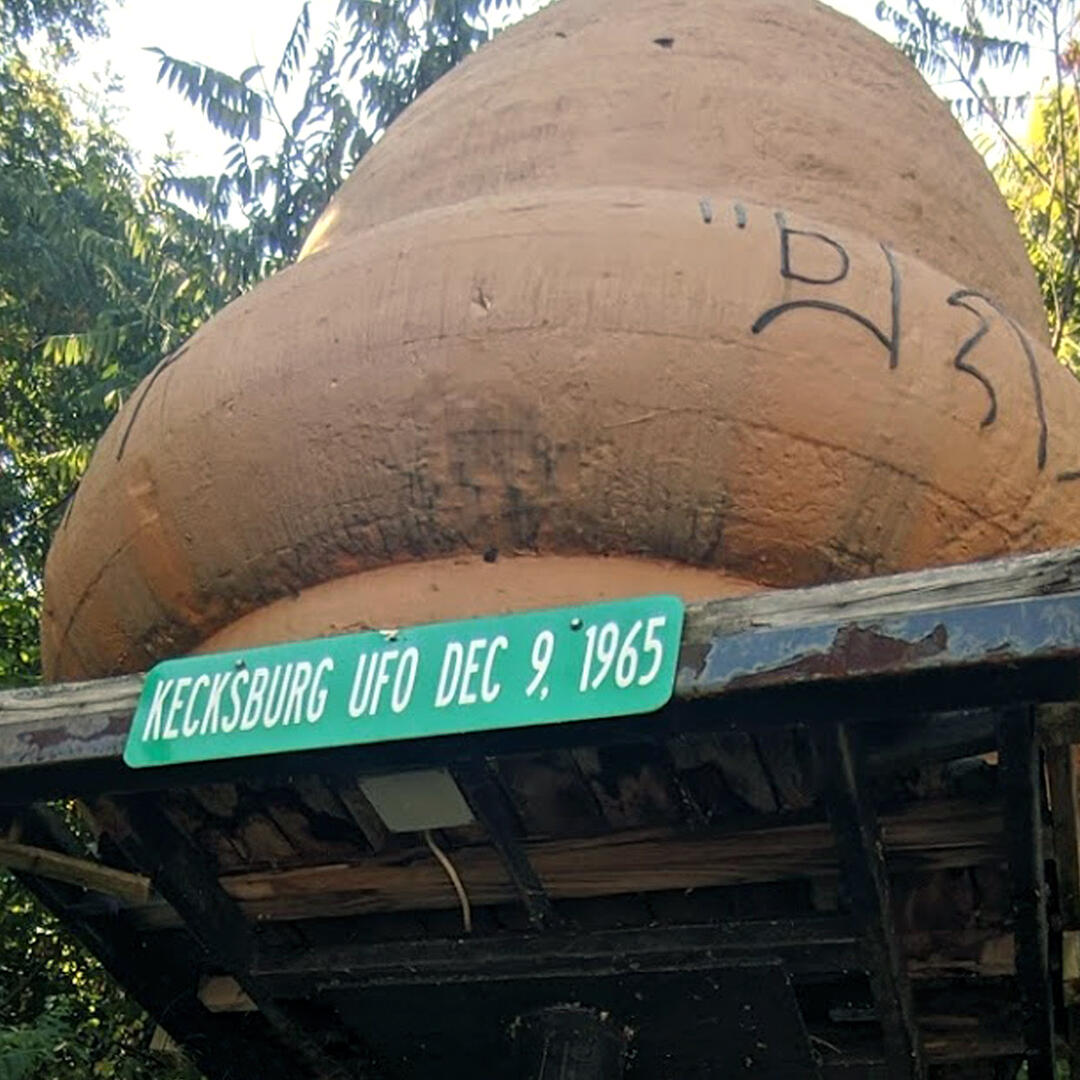 KECKSBURG UFO DEC 9, 1965